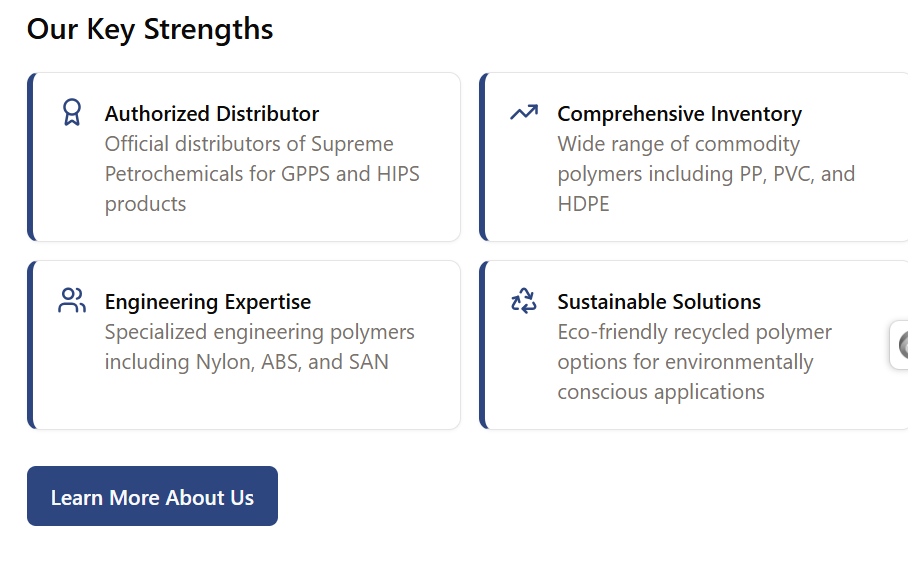 Our Key Strengths
Authorized Distributor
Official distributors of Supreme
Petrochemicals for GPPS and HIPS
products
Comprehensive Inventory
Wide range of commodity
polymers including PP, PVC, and
HDPE
Engineering Expertise
Specialized engineering polymers
including Nylon, ABS, and SAN
Sustainable Solutions
Eco-friendly recycled polymer
options for environmentally
conscious applications
Learn More About Us